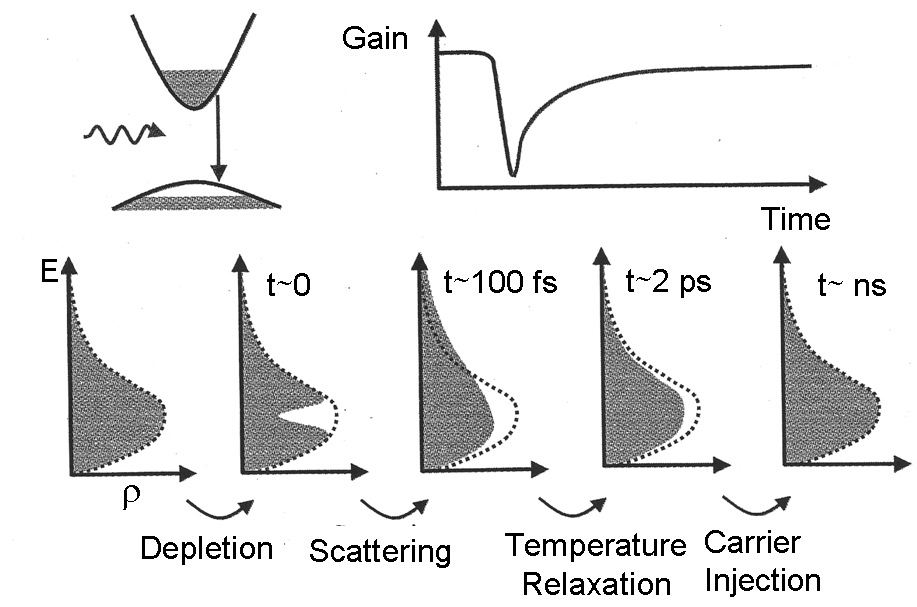 Gain
Time
E
t~0
t~100 fs
t~2 ps
t~ ns
ρ
Depletion
Scattering
Temperature
Relaxation
Carrier
Injection